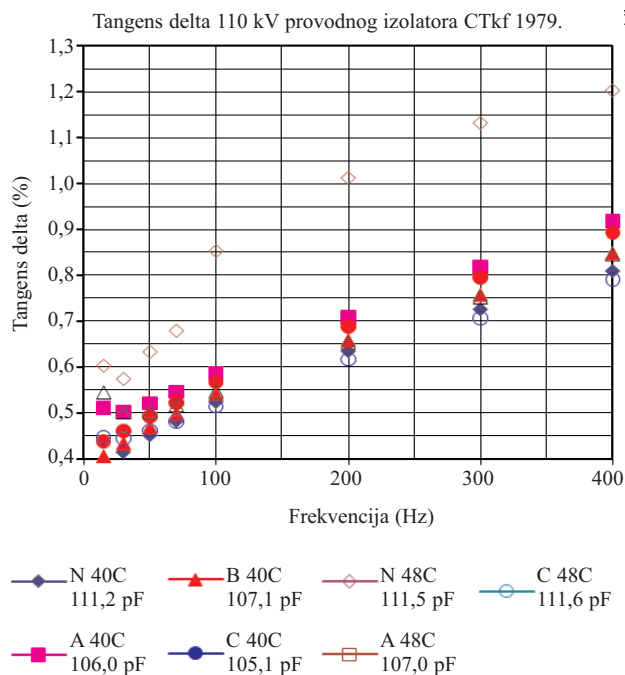 Tangens delta 110 kV provodnog izolatora CTkf 1979.
1,3
1,2
1,1
1,0
0,9
0,8
0,7
0,6
0,5
0,4
Tangens delta (%)
0 100 200 300 400
Frekvencija (Hz)
N 40C
111,2 pF
B 40C
107,1 pF
N 48C
111,5 pF
C 48C
111,6 pF
A 40C
106,0 pF
C 40C
105,1 pF
A 48C
107,0 pF